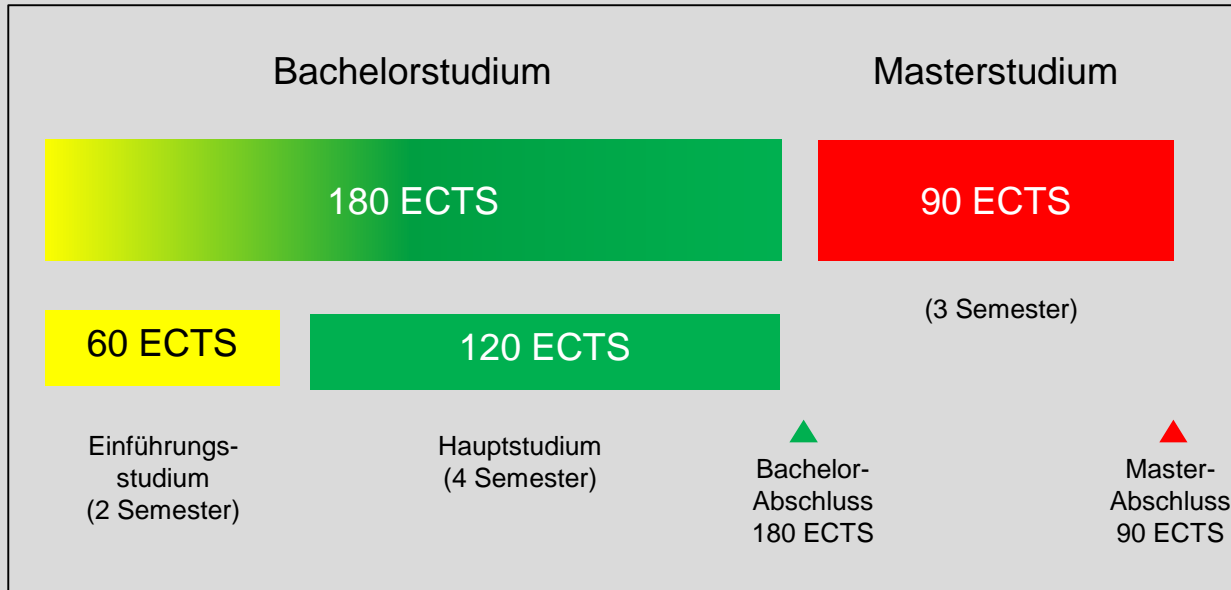 Bachelorstudium
Masterstudium
180 ECTS
90 ECTS
(3 Semester)
60 ECTS
120 ECTS
Einführungs-
studium
(2 Semester)
Hauptstudium
(4 Semester)
Bachelor-
Abschluss
180 ECTS
Master-
Abschluss
90 ECTS